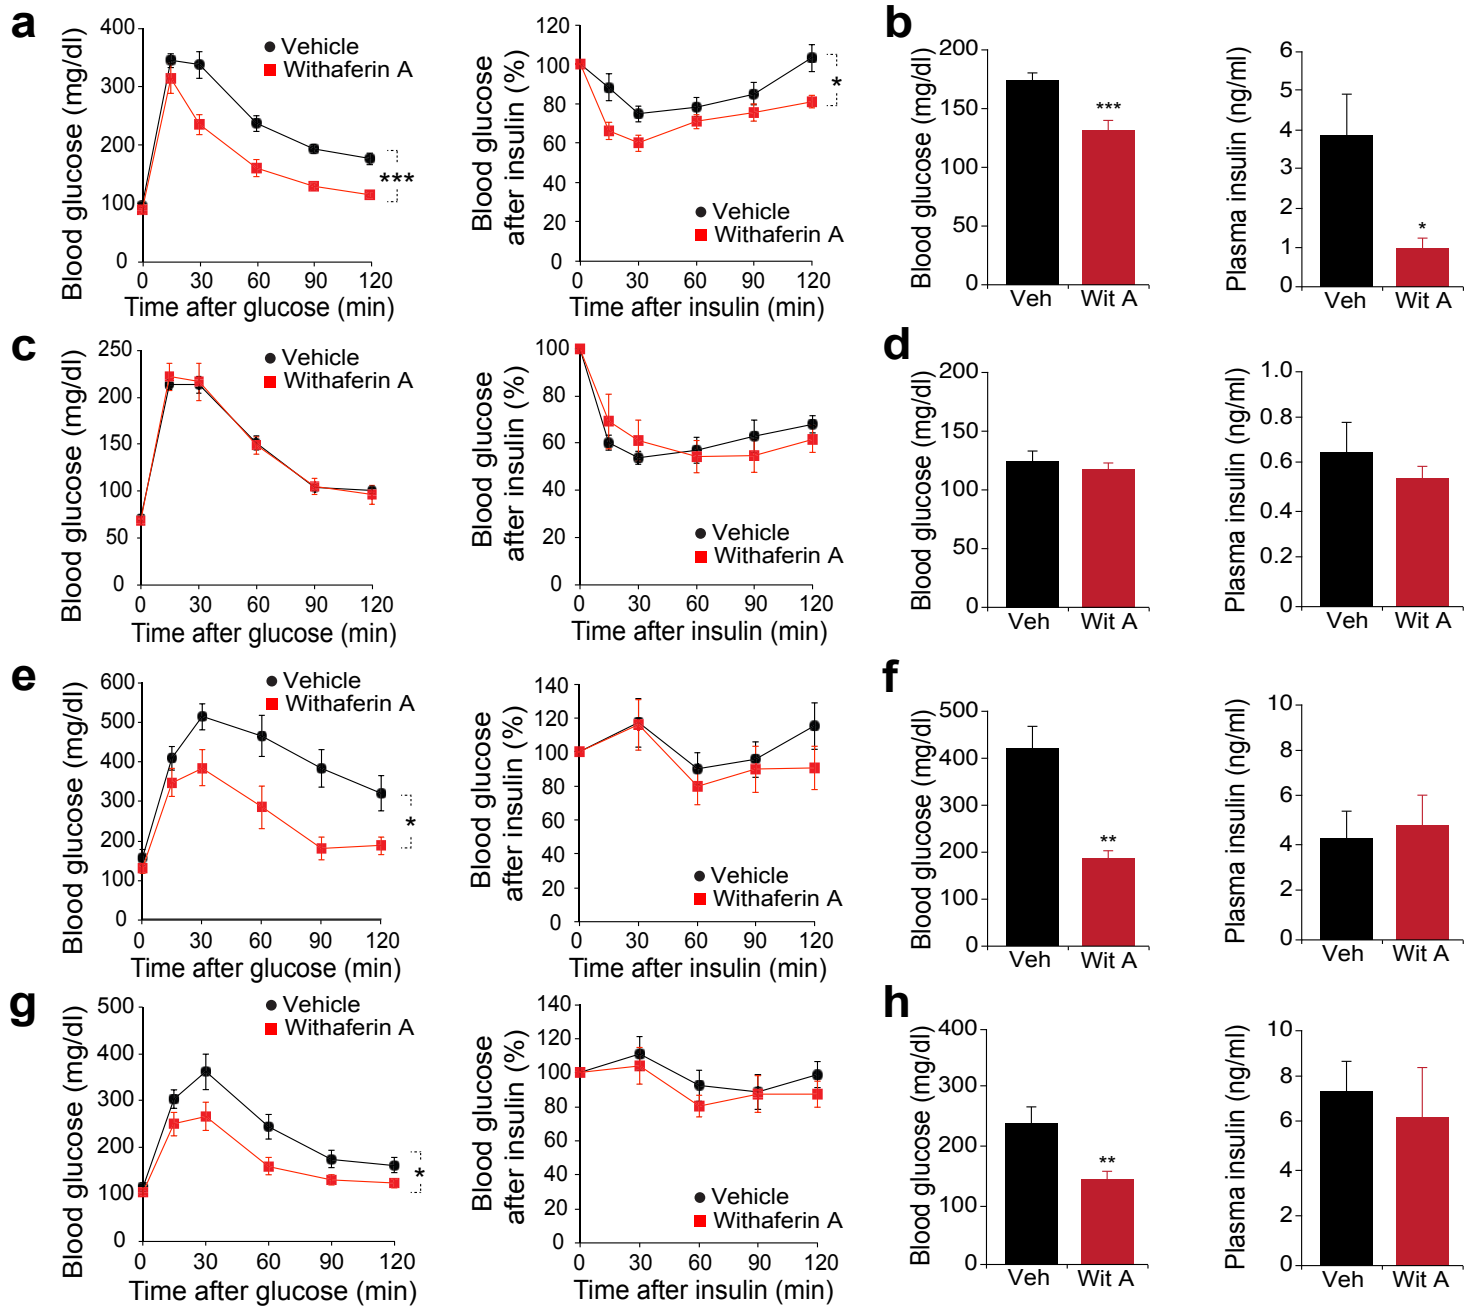 a
Blood glucose (mg/dl)
400
300
200
100
0
Vehicle
Withaferin A
***
0 30 60 90 120
Time after glucose (min)
Blood glucose
after insulin (%)
120
100
80
60
40
20
0
*
Vehicle
Withaferin A
0 30 60 90 120
Time after insulin (min)
b
Blood glucose (mg/dl)
200
150
100
50
0
***
Veh Wit A
Plasma insulin (ng/ml)
6
5
4
3
2
1
0
*
Veh Wit A
c
Blood glucose (mg/dl)
250
200
150
100
50
0
Vehicle
Withaferin A
0 30 60 90 120
Time after glucose (min)
Blood glucose
after insulin (%)
100
80
60
40
20
0
Vehicle
Withaferin A
0 30 60 90 120
Time after insulin (min)
d
Blood glucose (mg/dl)
200
150
100
50
0
Veh Wit A
Plasma insulin (ng/ml)
1.0
0.8
0.6
0.4
0.2
0
Veh Wit A
e
Blood glucose (mg/dl)
600
500
400
300
200
100
0
Vehicle
Withaferin A
*
0 30 60 90 120
Time after glucose (min)
Blood glucose
after insulin (%)
140
120
100
80
60
40
20
0
Vehicle
Withaferin A
0 30 60 90 120
Time after insulin (min)
f
Blood glucose (mg/dl)
500
400
300
200
100
0
**
Veh Wit A
Plasma insulin (ng/ml)
10
8
6
4
2
0
Veh Wit A
g
Blood glucose (mg/dl)
500
400
300
200
100
0
Vehicle
Withaferin A
*
0 30 60 90 120
Time after glucose (min)
Blood glucose
after insulin (%)
140
120
100
80
60
40
20
0
Vehicle
Withaferin A
0 30 60 90 120
Time after insulin (min)
h
Blood glucose (mg/dl)
400
300
200
100
0
**
Veh Wit A
Plasma insulin (ng/ml)
10
8
6
4
2
0
Veh Wit A